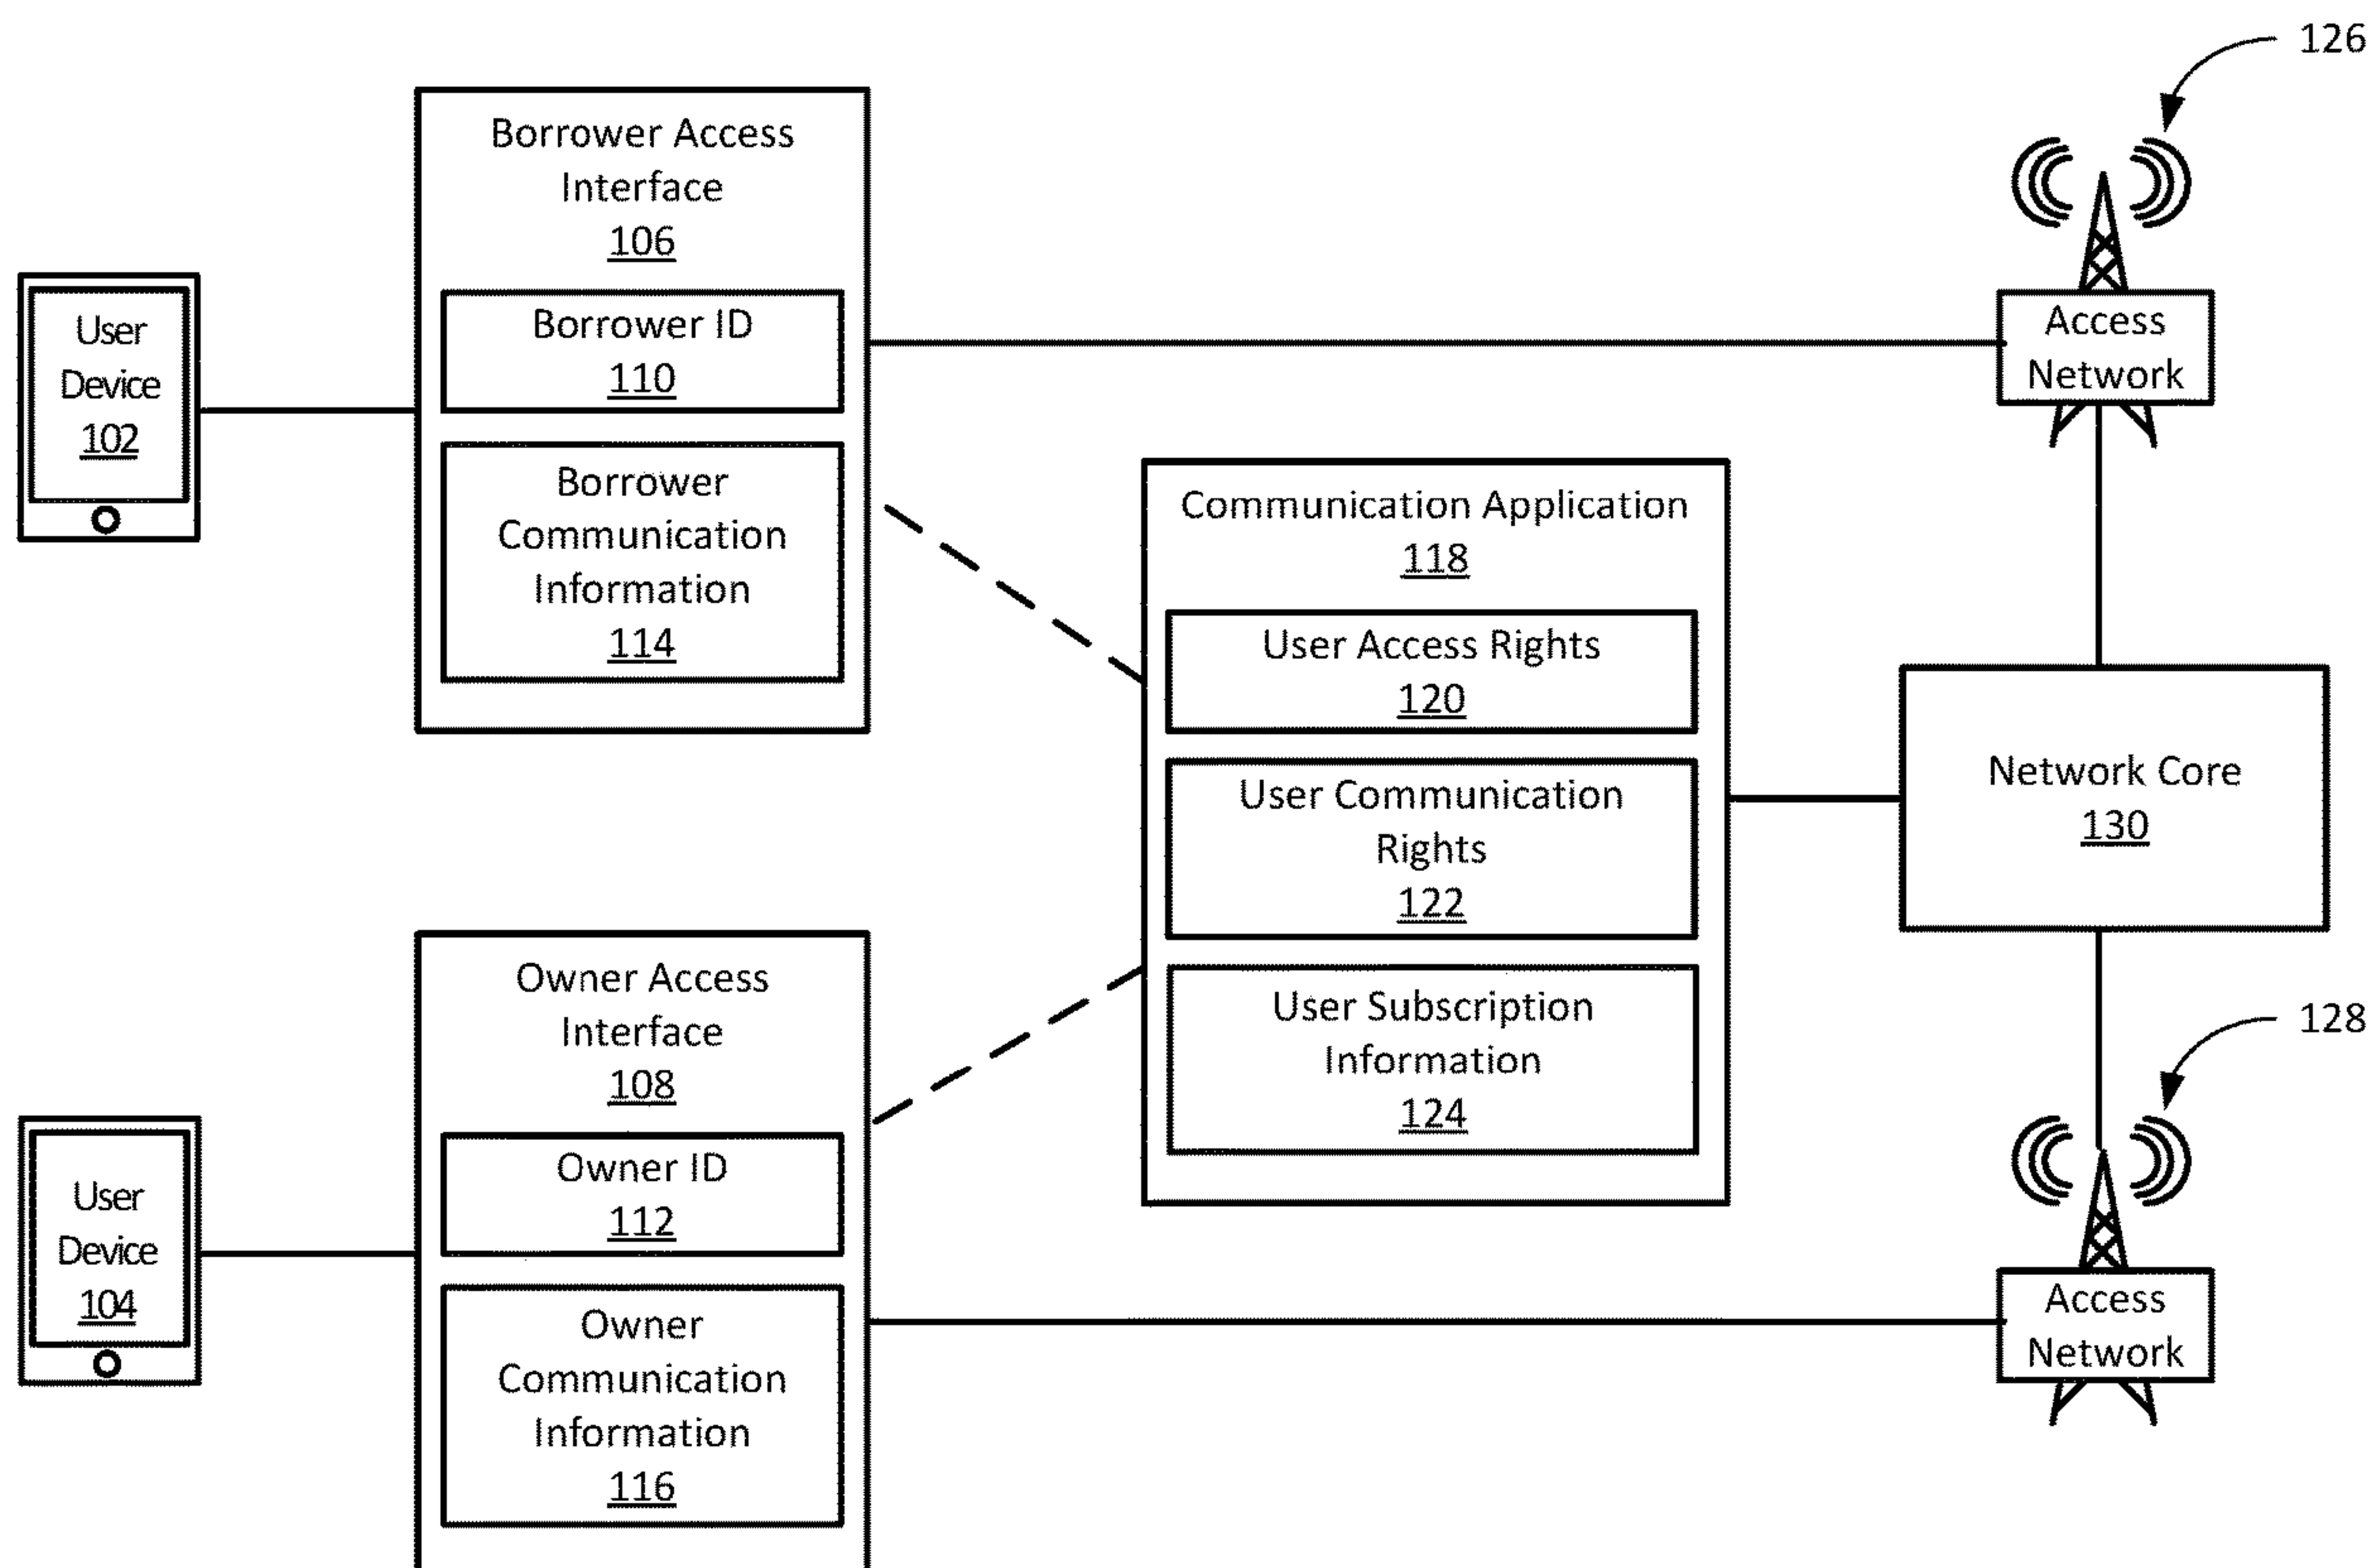 126
Borrower Access
Interface
106
Borrower ID
110
Borrower
Communication
Information
114
User
Device
102
Access
Network
Communication Application
118
User Access Rights
120
User Communication
Rights
122
User Subscription
Information
124
Network Core
130
Owner Access
Interface
108
Owner ID
112
Owner
Communication
Information
116
User
Device
104
128
Access
Network